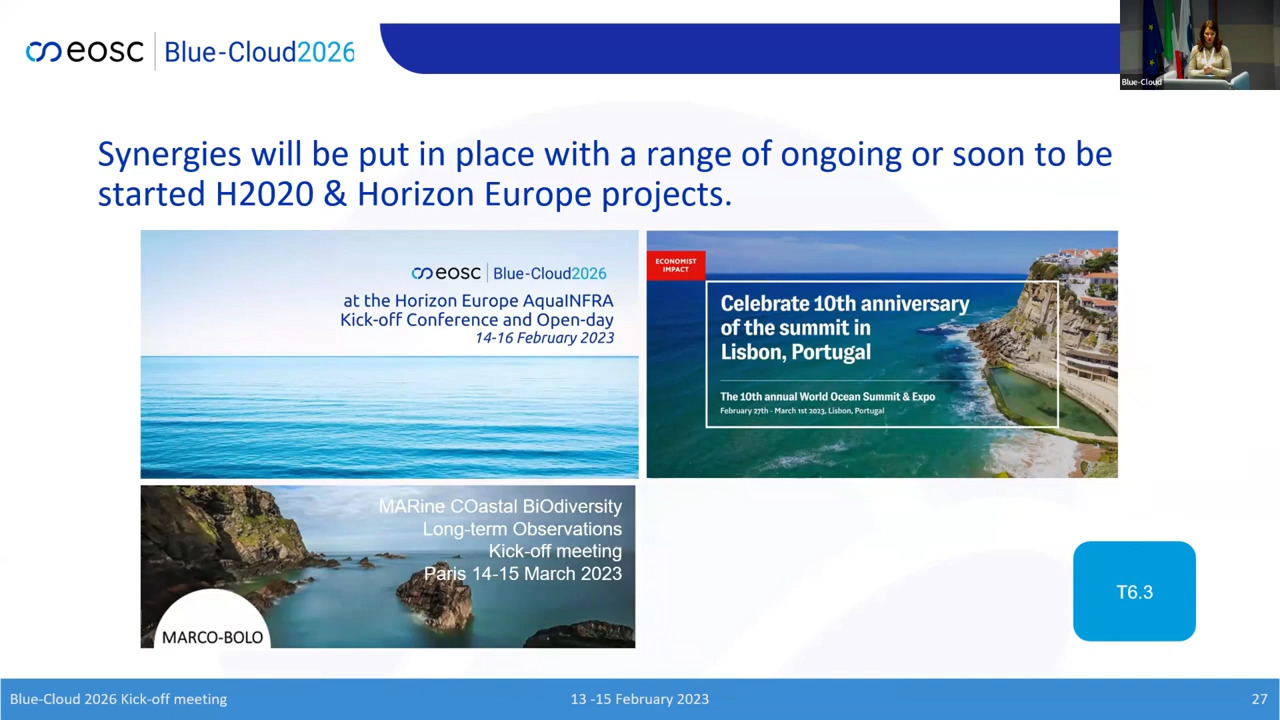 eosc Blue-Cloud2026
Blue-Cloud
Synergies will be put in place with a range of ongoing or soon to be
started H2020 & Horizon Europe projects.
eosc Blue-Cloud2026
at the Horizon Europe AquaINFRA
Kick-off Conference and Open-day
14-16 February 2023
ECONOMIST
IMPACT
Celebrate 10th anniversary
of the summit in
Lisbon, Portugal
The 10th annual World Ocean Summit & Expo
February 27th - March 1st 2023, Lisbon, Portugal
MARine COastal BiOdiversity
Long-term Observations
Kick-off meeting
Paris 14-15 March 2023
MARCO-BOLO
T6.3
Blue-Cloud 2026 Kick-off meeting
13 -15 February 2023
27